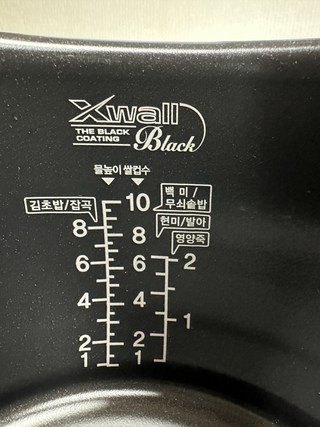 Xwall
THE BLACK
COATING
Black
물높이 쌀컵수
김초밥/잡곡
10
백미/
무쇠솥밥
8
8
현미/발아
영양죽
6
6
2
4
4
1
2
2
1
1